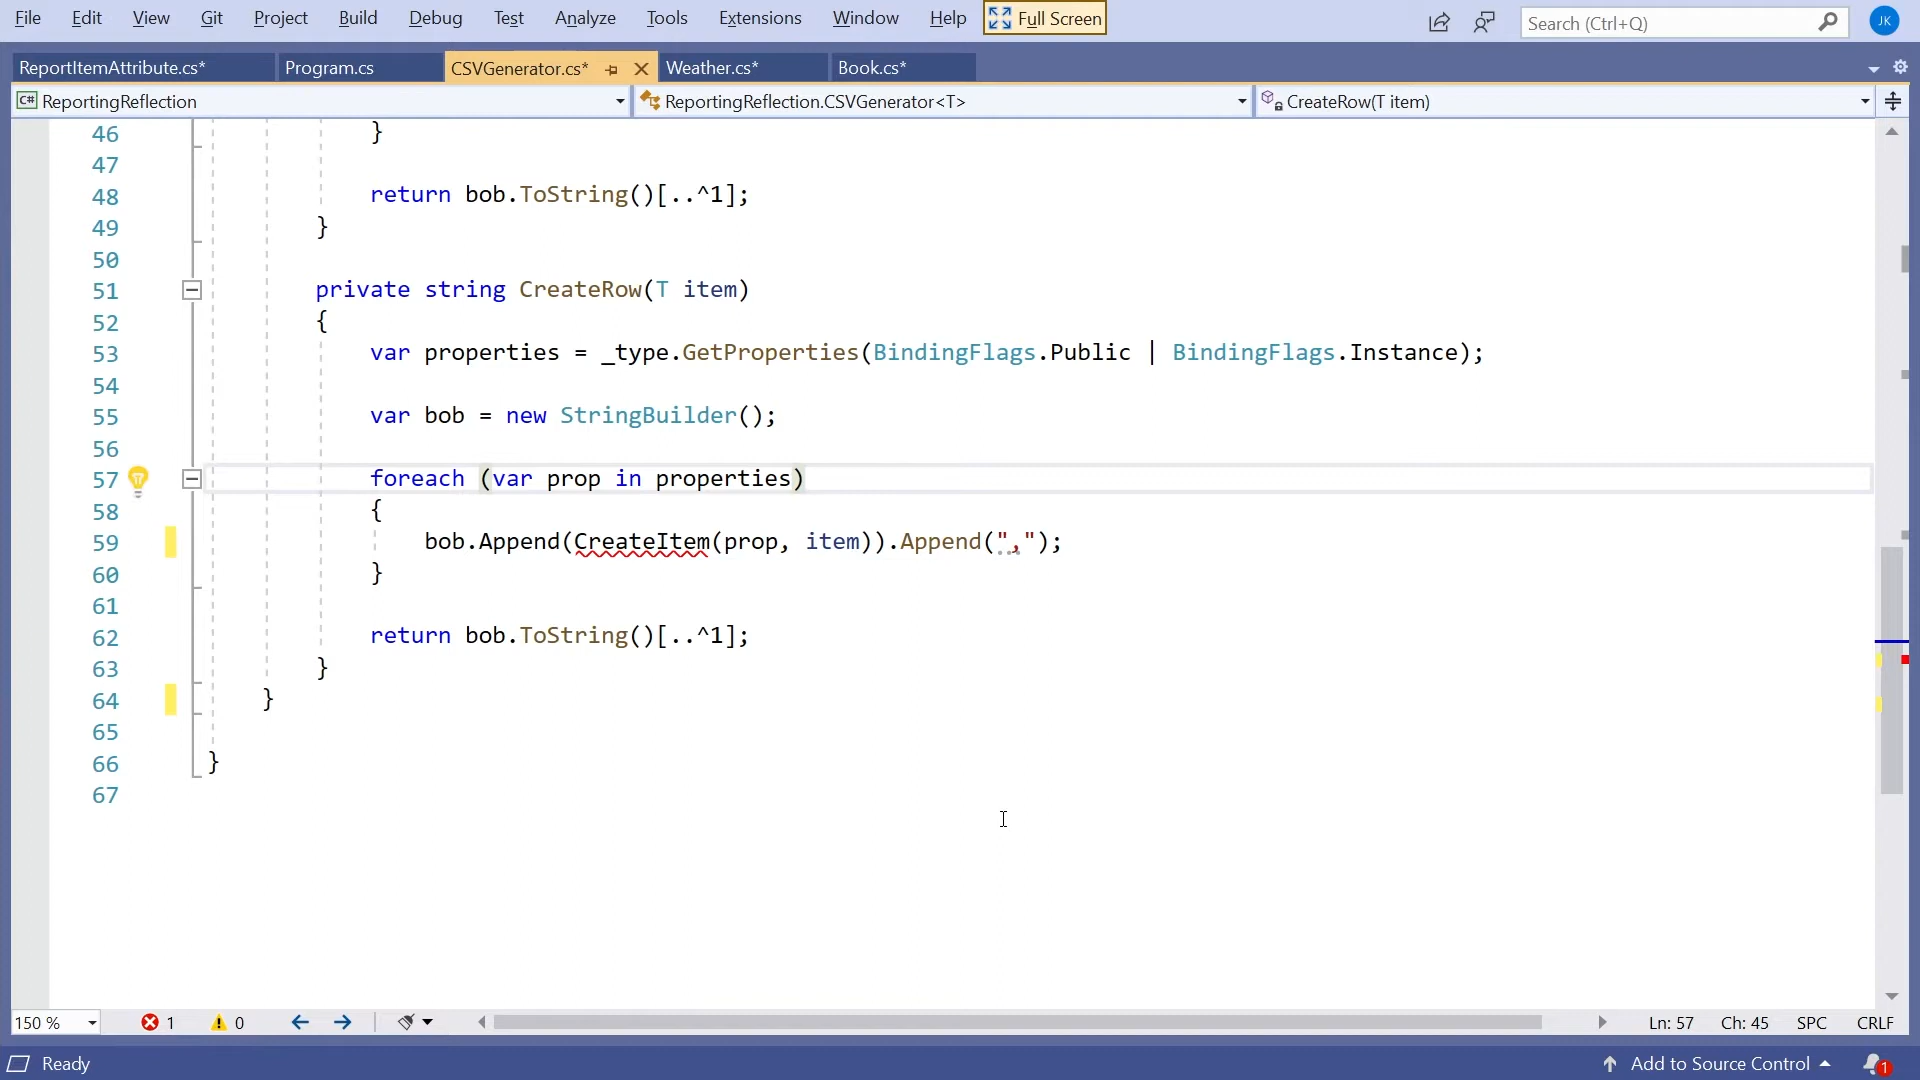 File Edit View Git Project Build Debug Test Analyze Tools Extensions Window Help Full Screen Search (Ctrl+Q) JK
ReportItemAttribute.cs* Program.cs CSVGenerator.cs* Weather.cs* Book.cs*
C# ReportingReflection ReportingReflection.CSVGenerator<T> CreateRow(T item)
46 }
47
48 return bob.ToString()[..^1];
49 }
50
51 private string CreateRow(T item)
52 {
53 var properties = _type.GetProperties(BindingFlags.Public | BindingFlags.Instance);
54
55 var bob = new StringBuilder();
56
57 foreach (var prop in properties)
58 {
59 bob.Append(CreateItem(prop, item)).Append(",");
60 }
61
62 return bob.ToString()[..^1];
63 }
64 }
65
66 }
67
150 % 1 0 Ln: 57 Ch: 45 SPC CRLF
Ready Add to Source Control 1